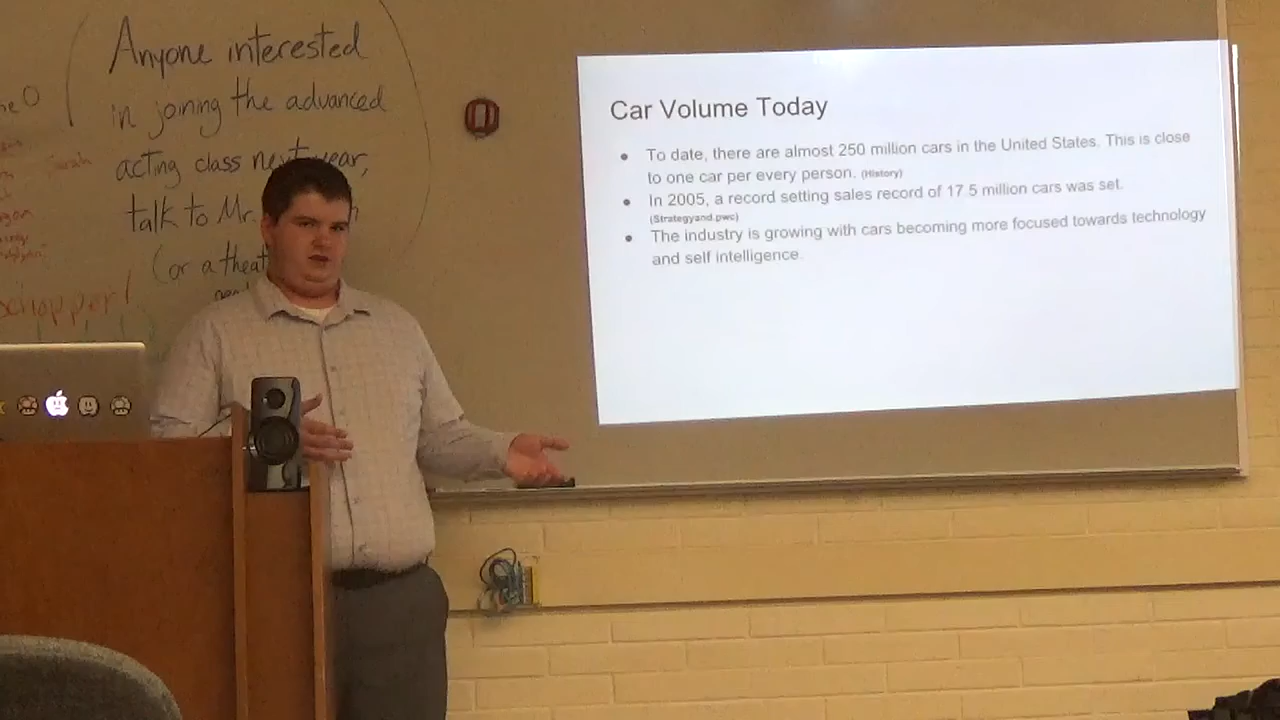 Anyone interested
in joining the advanced
acting class next year,
talk to Mr.
(or a theat
Sarah
chopper!
Car Volume Today
• To date, there are almost 250 million cars in the United States. This is close
to one car per every person. (History)
• In 2005, a record setting sales record of 17.5 million cars was set.
(Strategyand.pwc)
• The industry is growing with cars becoming more focused towards technology
and self intelligence.